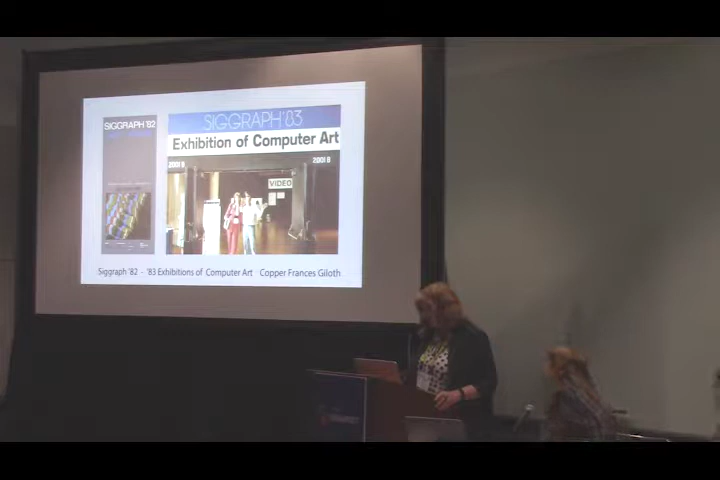 SIGGRAPH '82
SIGGRAPH'83
Exhibition of Computer Art
2001 B
2001 B
VIDEO
Siggraph '82 - '83 Exhibitions of Computer Art Copper Frances Giloth